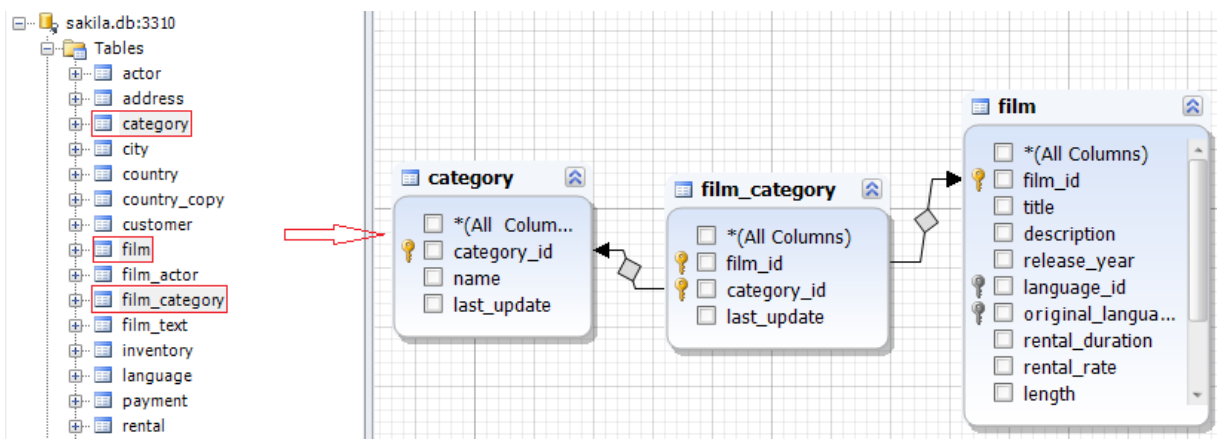 sakila.db:3310
Tables
actor
address
category
city
country
country_copy
customer
film
film_actor
film_category
film_text
inventory
language
payment
rental
category
*(All Colum...
category_id
name
last_update
film_category
*(All Columns)
film_id
category_id
last_update
film
*(All Columns)
film_id
title
description
release_year
language_id
original_langua...
rental_duration
rental_rate
length